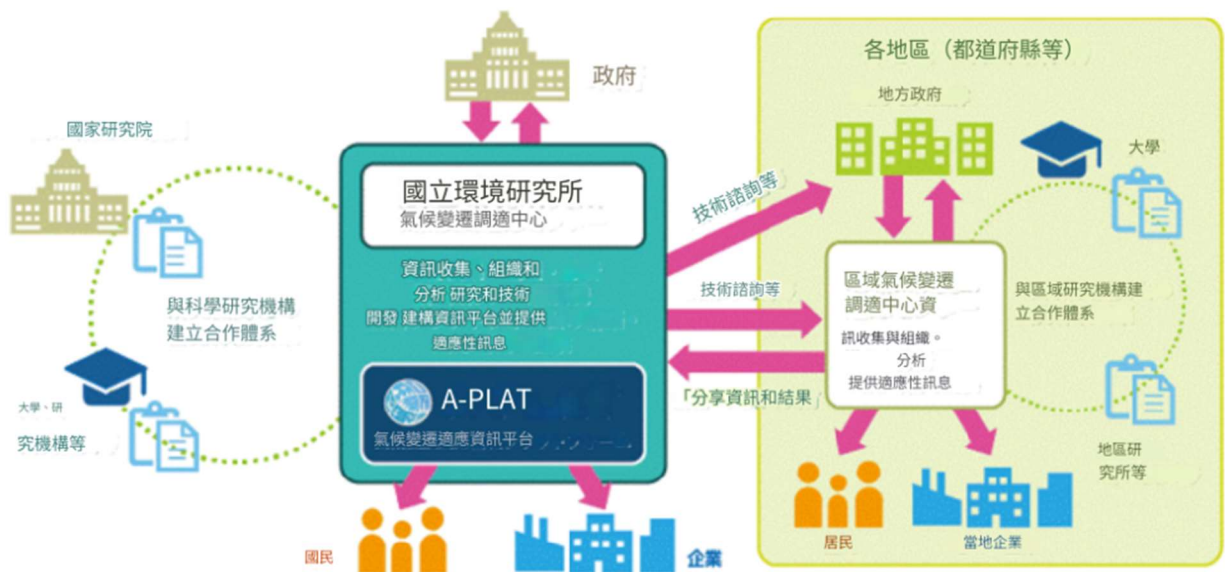 政府
國家研究院
與科學研究機構
建立合作體系
大學、研
究機構等
國立環境研究所
氣候變遷調適中心
資訊收集、組織和
分析 研究和技術
開發 建構資訊平台並提供
適應性訊息
A-PLAT
氣候變遷適應資訊平台
國民
企業
技術諮詢等
技術諮詢等
「分享資訊和結果
各地區（都道府縣等）
地方政府
大學
區域氣候變遷
調適中心資
訊收集與組織。
分析
提供適應性訊息
與區域研究機構建
立合作體系
地區研
究所等
居民
當地企業